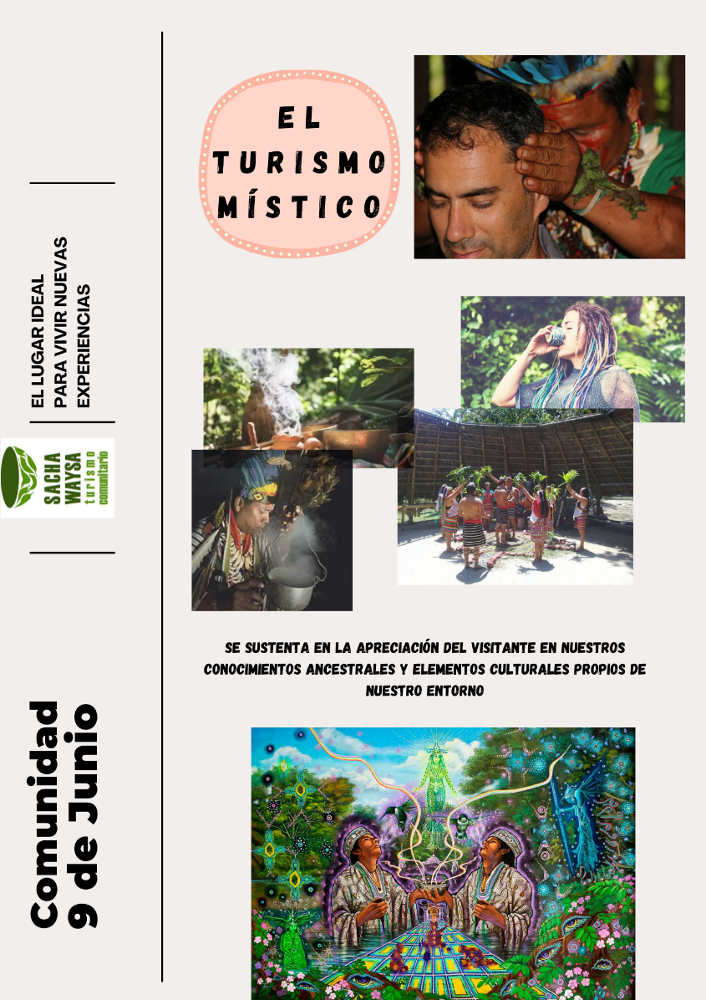 EL
TURISMO
MÍSTICO
EL LUGAR IDEAL
PARA VIVIR NUEVAS
EXPERIENCIAS
SACHA
WAYSA
turismo
comunitario
Comunidad
9 de Junio
SE SUSTENTA EN LA APRECIACIÓN DEL VISITANTE EN NUESTROS
CONOCIMIENTOS ANCESTRALES Y ELEMENTOS CULTURALES PROPIOS DE
NUESTRO ENTORNO